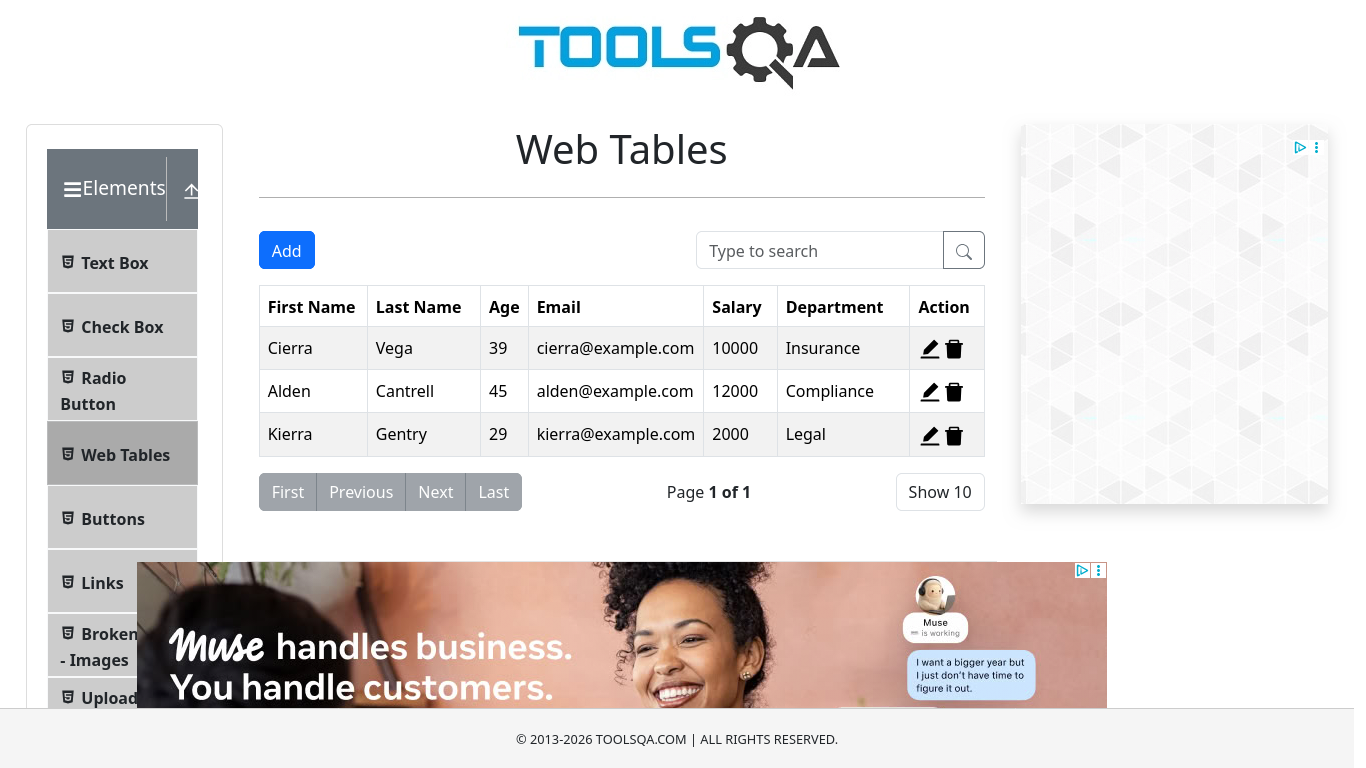 TOOLSQA
Web Tables
Elements
Text Box
Check Box
Radio
Button
Web Tables
Buttons
Links
Broken
- Images
Upload
Add
Type to search
First Name Last Name Age Email Salary Department Action
Cierra Vega 39 cierra@example.com 10000 Insurance
Alden Cantrell 45 alden@example.com 12000 Compliance
Kierra Gentry 29 kierra@example.com 2000 Legal
First Previous Next Last Page 1 of 1 Show 10
Muse handles business.
You handle customers.
Muse
is working
I want a bigger year but
I just don't have time to
figure it out.
© 2013-2026 TOOLSQA.COM | ALL RIGHTS RESERVED.